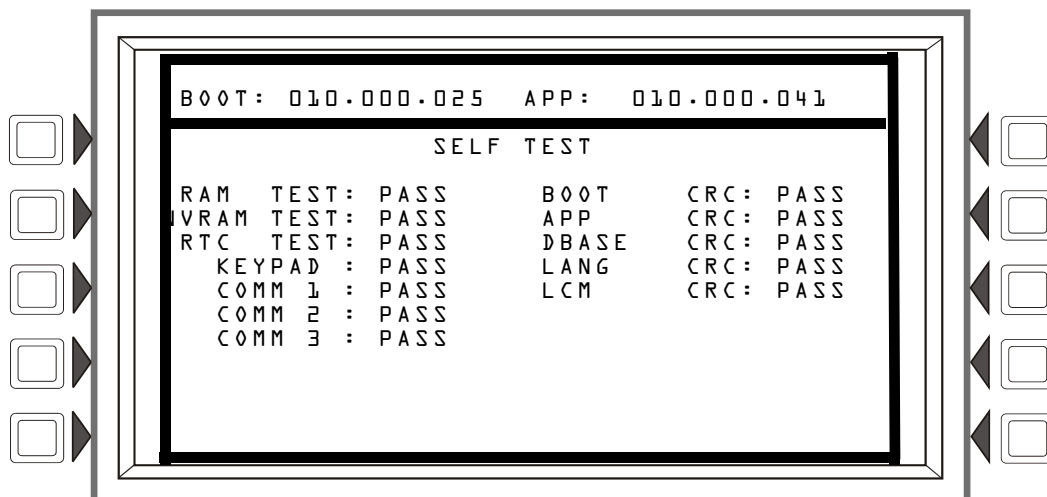 BOOT: 010.000.025 APP: 010.000.041
SELF TEST
RAM TEST: PASS BOOT CRC: PASS
NVRAM TEST: PASS APP CRC: PASS
RTC TEST: PASS DBASE CRC: PASS
KEYPAD : PASS LANG CRC: PASS
COMM 1 : PASS LCM CRC: PASS
COMM 2 : PASS
COMM 3 : PASS